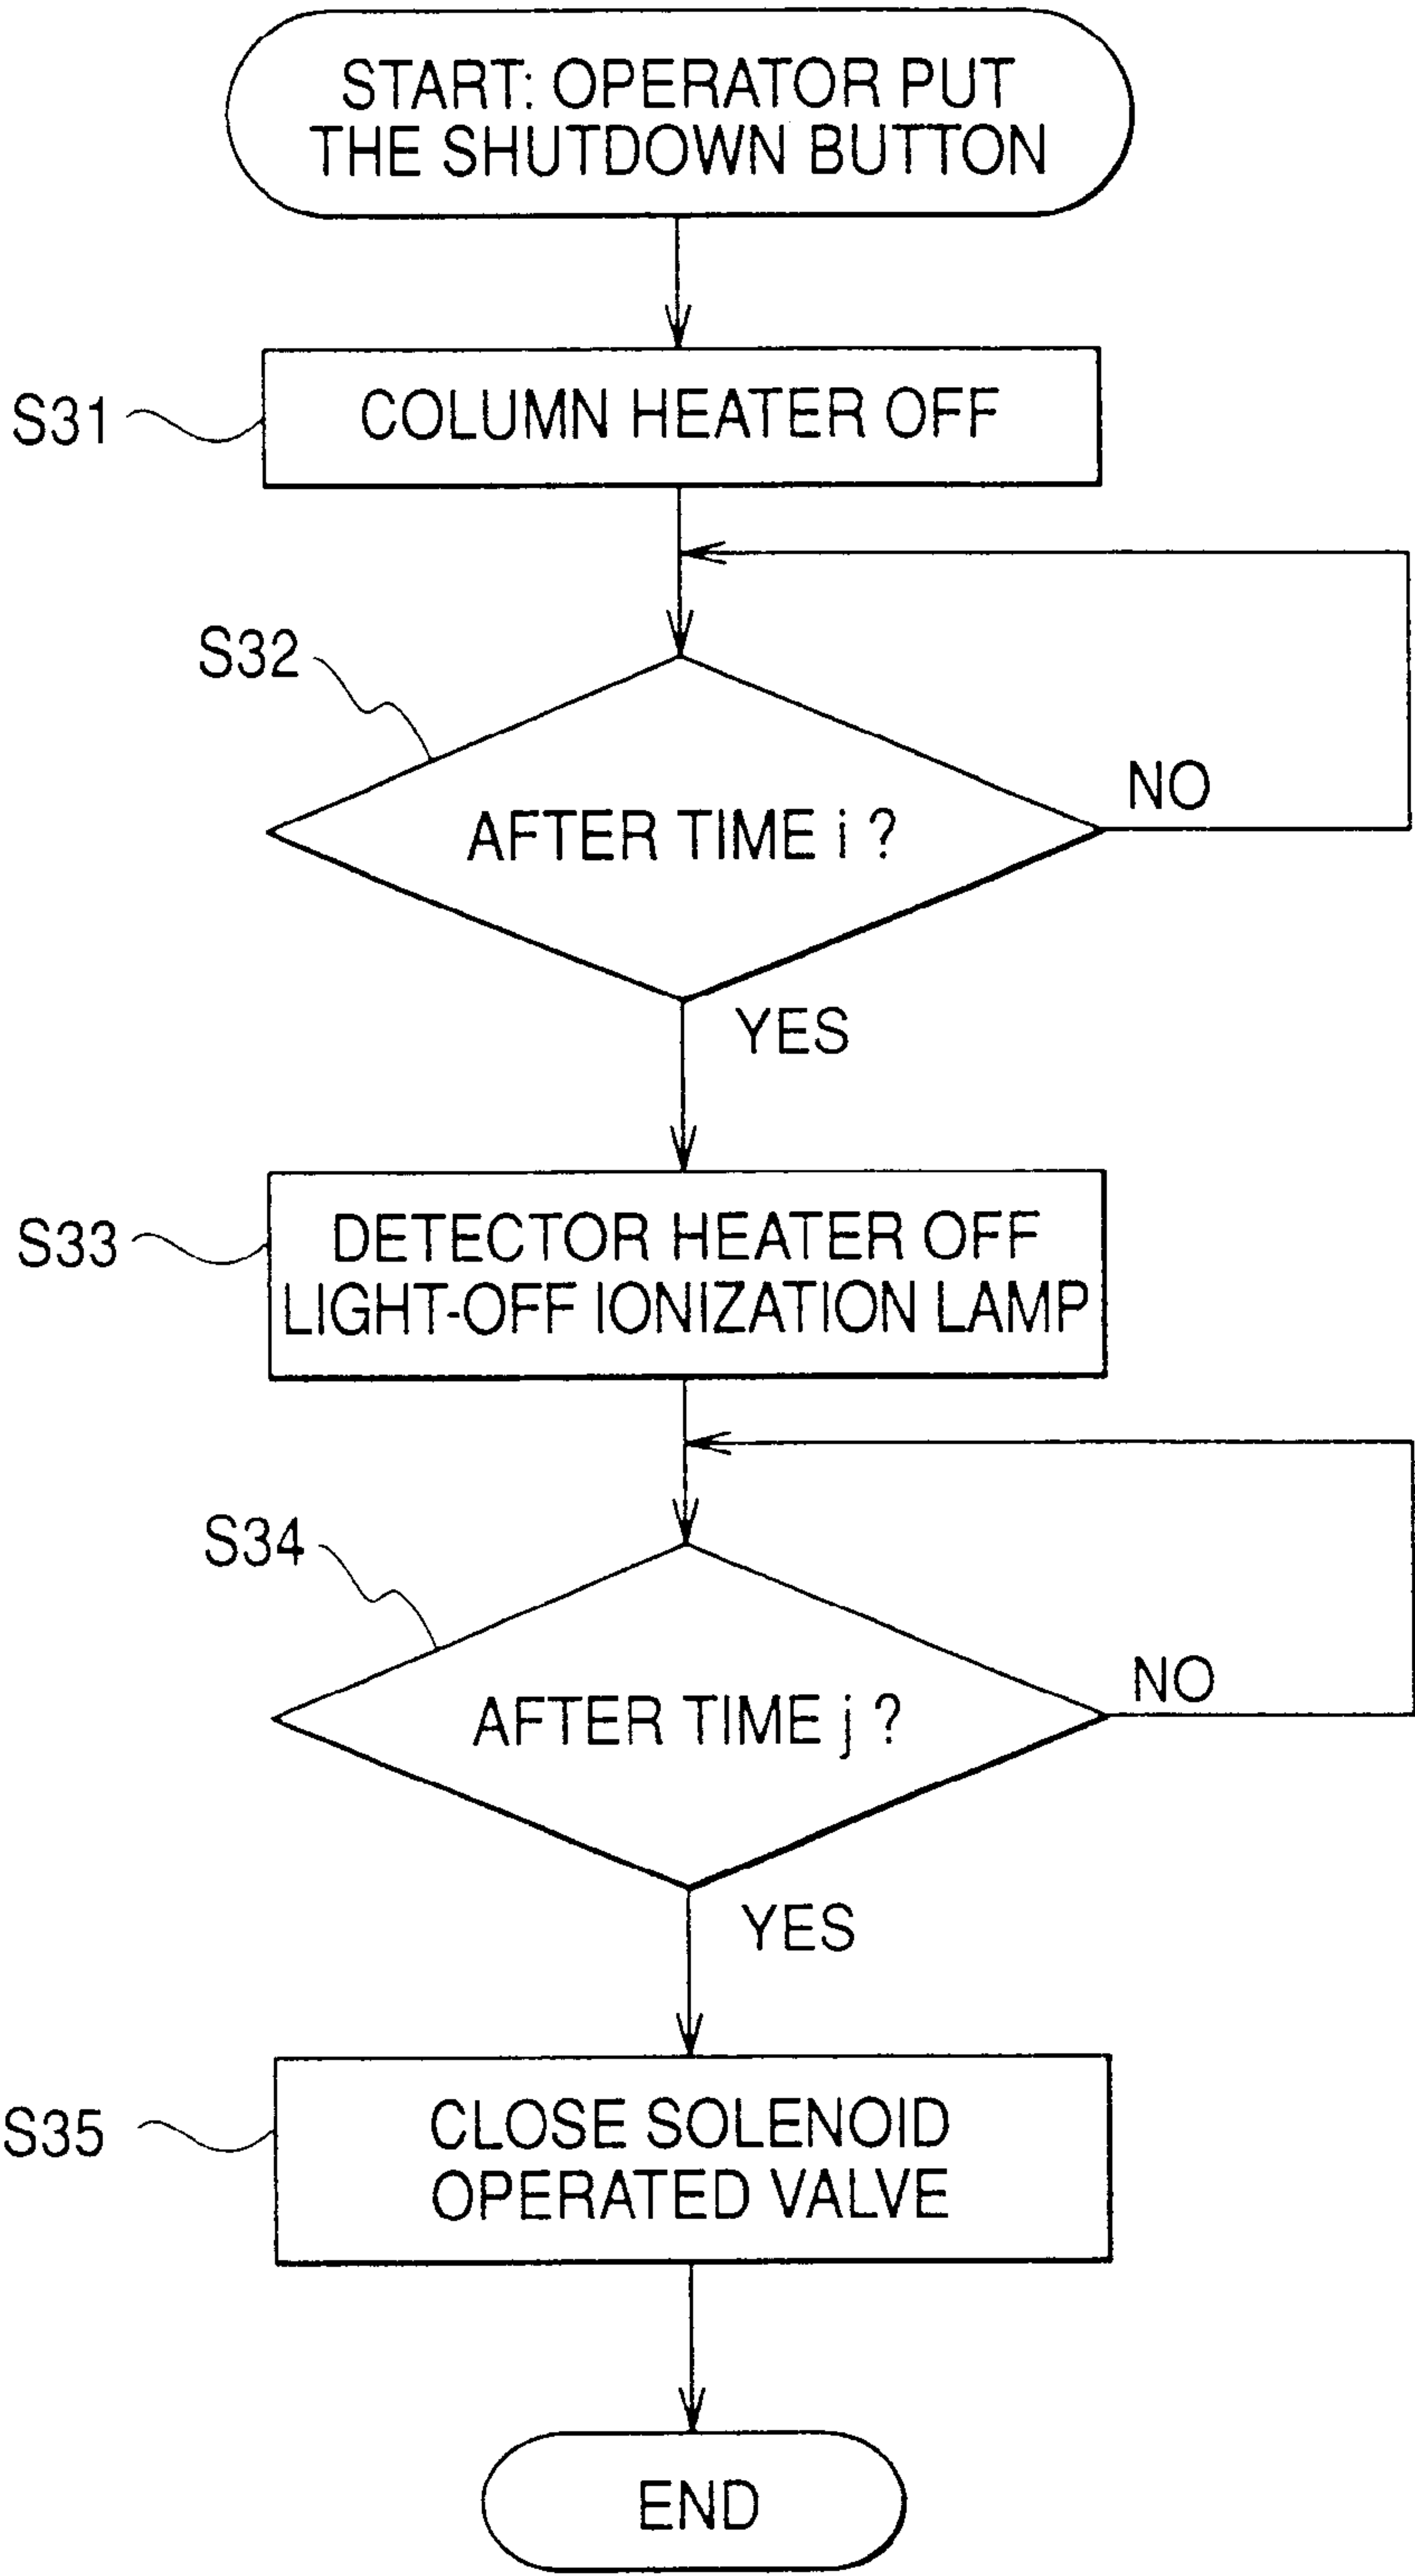 START: OPERATOR PUT
THE SHUTDOWN BUTTON
S31
COLUMN HEATER OFF
S32
AFTER TIME i ?
NO
YES
S33
DETECTOR HEATER OFF
LIGHT-OFF IONIZATION LAMP
S34
AFTER TIME j ?
NO
YES
S35
CLOSE SOLENOID
OPERATED VALVE
END